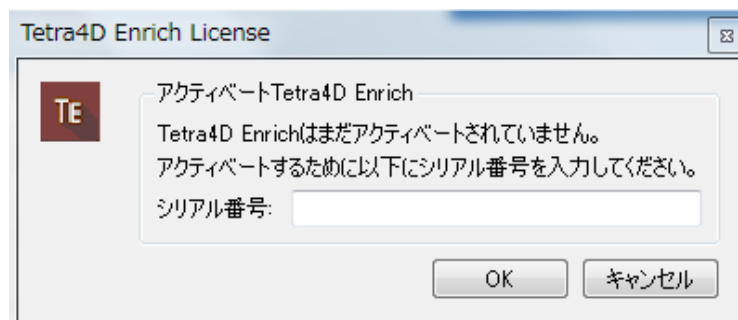 Tetra4D Enrich License
TE
アクティベートTetra4D Enrich
Tetra4D Enrichはまだアクティベートされていません。
アクティベートするために以下にシリアル番号を入力してください。
シリアル番号:
OK
キャンセル